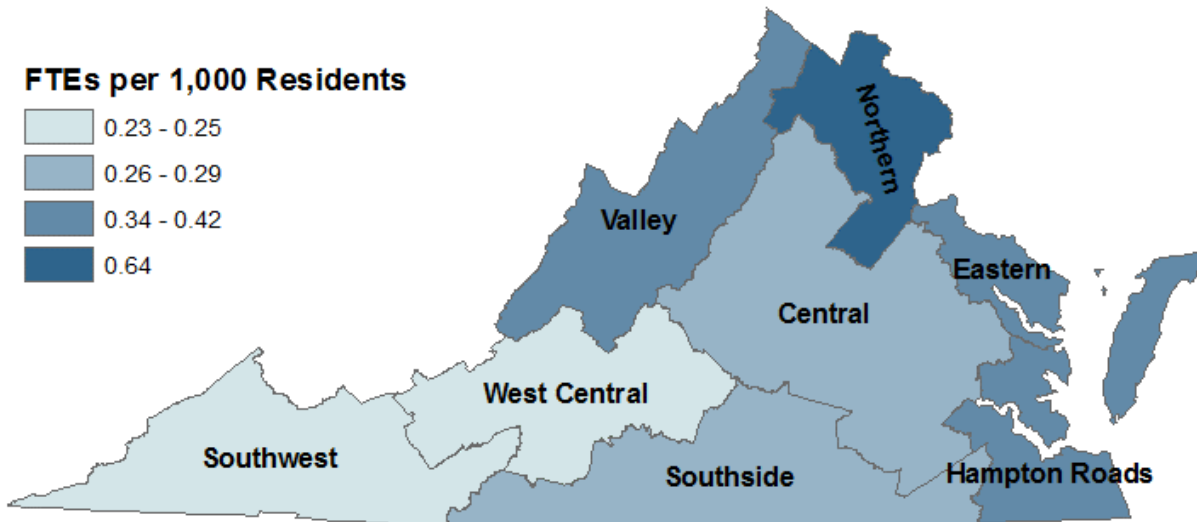 FTEs per 1,000 Residents
0.23 - 0.25
0.26 - 0.29
0.34 - 0.42
0.64
Northern
Valley
Eastern
Central
West Central
Southwest
Southside
Hampton Roads